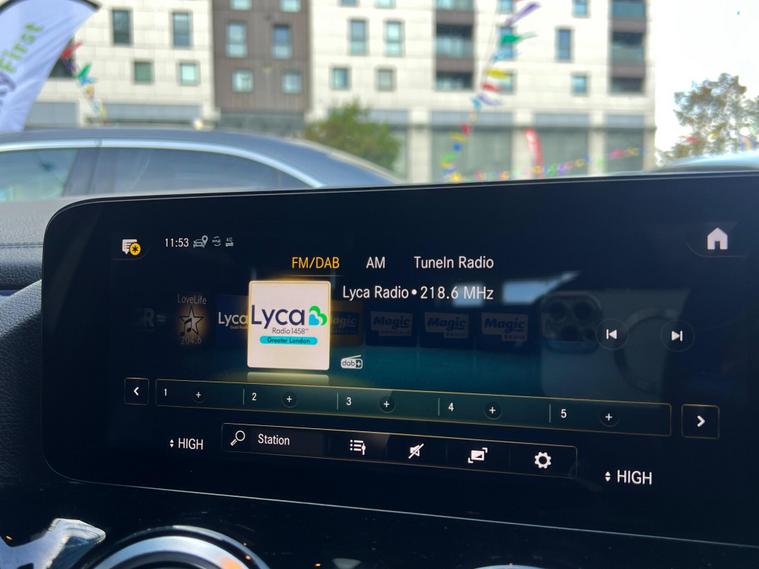 First
11:53
FM/DAB AM TuneIn Radio
Lyca Radio • 218.6 MHz
LoveLife
Lyca
Lyca
Radio 1458
Greater London
Magic
Magic
Magic
dab+
1 + 2 + 3 + 4 + 5 +
HIGH
Station
HIGH